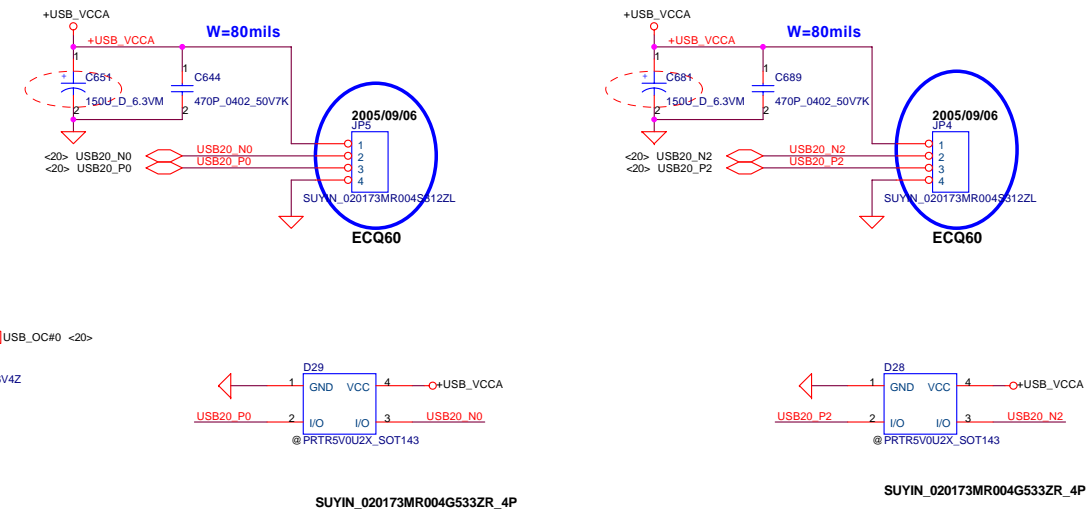 +USB_VCCA
W=80mils
+USB_VCCA
1
C651
+
150U_D_6.3VM
2
1
C644
470P_0402_50V7K
2
2005/09/06
JP5
1
2
3
4
<20> USB20_N0
USB20_N0
<20> USB20_P0
USB20_P0
SUYIN_020173MR004S312ZL
ECQ60
+USB_VCCA
W=80mils
+USB_VCCA
1
C681
+
150U_D_6.3VM
2
1
C689
470P_0402_50V7K
2
2005/09/06
JP4
1
2
3
4
<20> USB20_N2
USB20_N2
<20> USB20_P2
USB20_P2
SUYIN_020173MR004S312ZL
ECQ60
USB_OC#0 <20>
V4Z
D29
1 GND VCC 4 +USB_VCCA
USB20_P0 2 I/O I/O 3 USB20_N0
@ PRTR5V0U2X_SOT143
SUYIN_020173MR004G533ZR_4P
D28
1 GND VCC 4 +USB_VCCA
USB20_P2 2 I/O I/O 3 USB20_N2
@ PRTR5V0U2X_SOT143
SUYIN_020173MR004G533ZR_4P